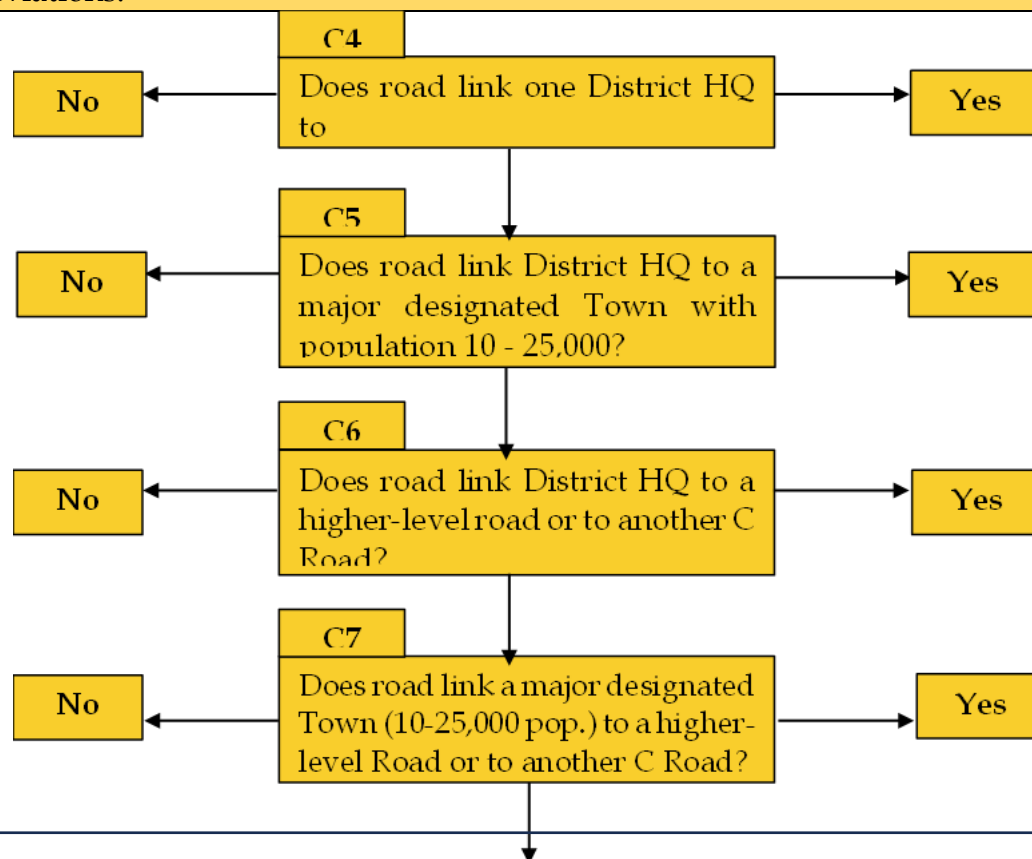 C4
Does road link one District HQ
No
Yes
to
C5
Does road link District HQ to a
No
Yes
major designated Town with
population 10 - 25,000?
C6
Does road link District HQ to a
No
Yes
higher-level road or to another C
Road?
C7
Does road link a major designated
No
Yes
Town (10-25,000 pop.) to a higher-
level Road or to another C Road?